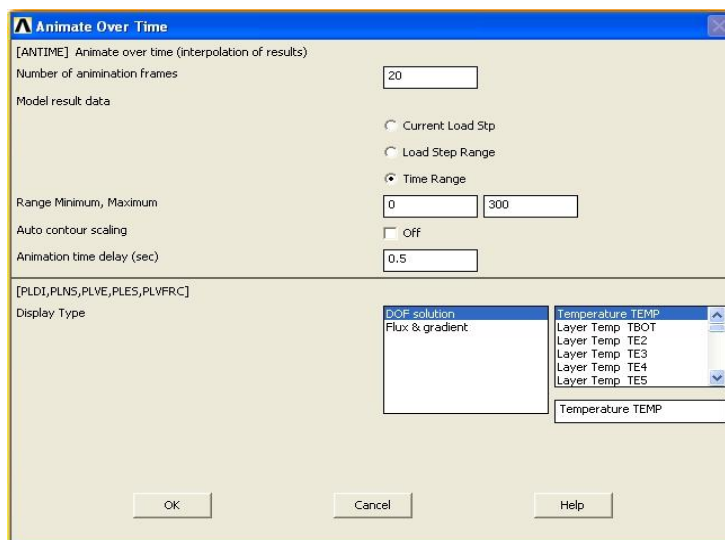 Animate Over Time
[ANTIME] Animate over time (interpolation of results)
Number of animination frames 20
Model result data
Current Load Stp
Load Step Range
Time Range
Range Minimum, Maximum 0 300
Auto contour scaling Off
Animation time delay (sec) 0.5
[PLDI,PLNS,PLVE,PLES,PLVFRC]
Display Type DOF solution Temperature TEMP
Flux & gradient Layer Temp TBOT
Layer Temp TE2
Layer Temp TE3
Layer Temp TE4
Layer Temp TE5
Temperature TEMP
OK Cancel Help